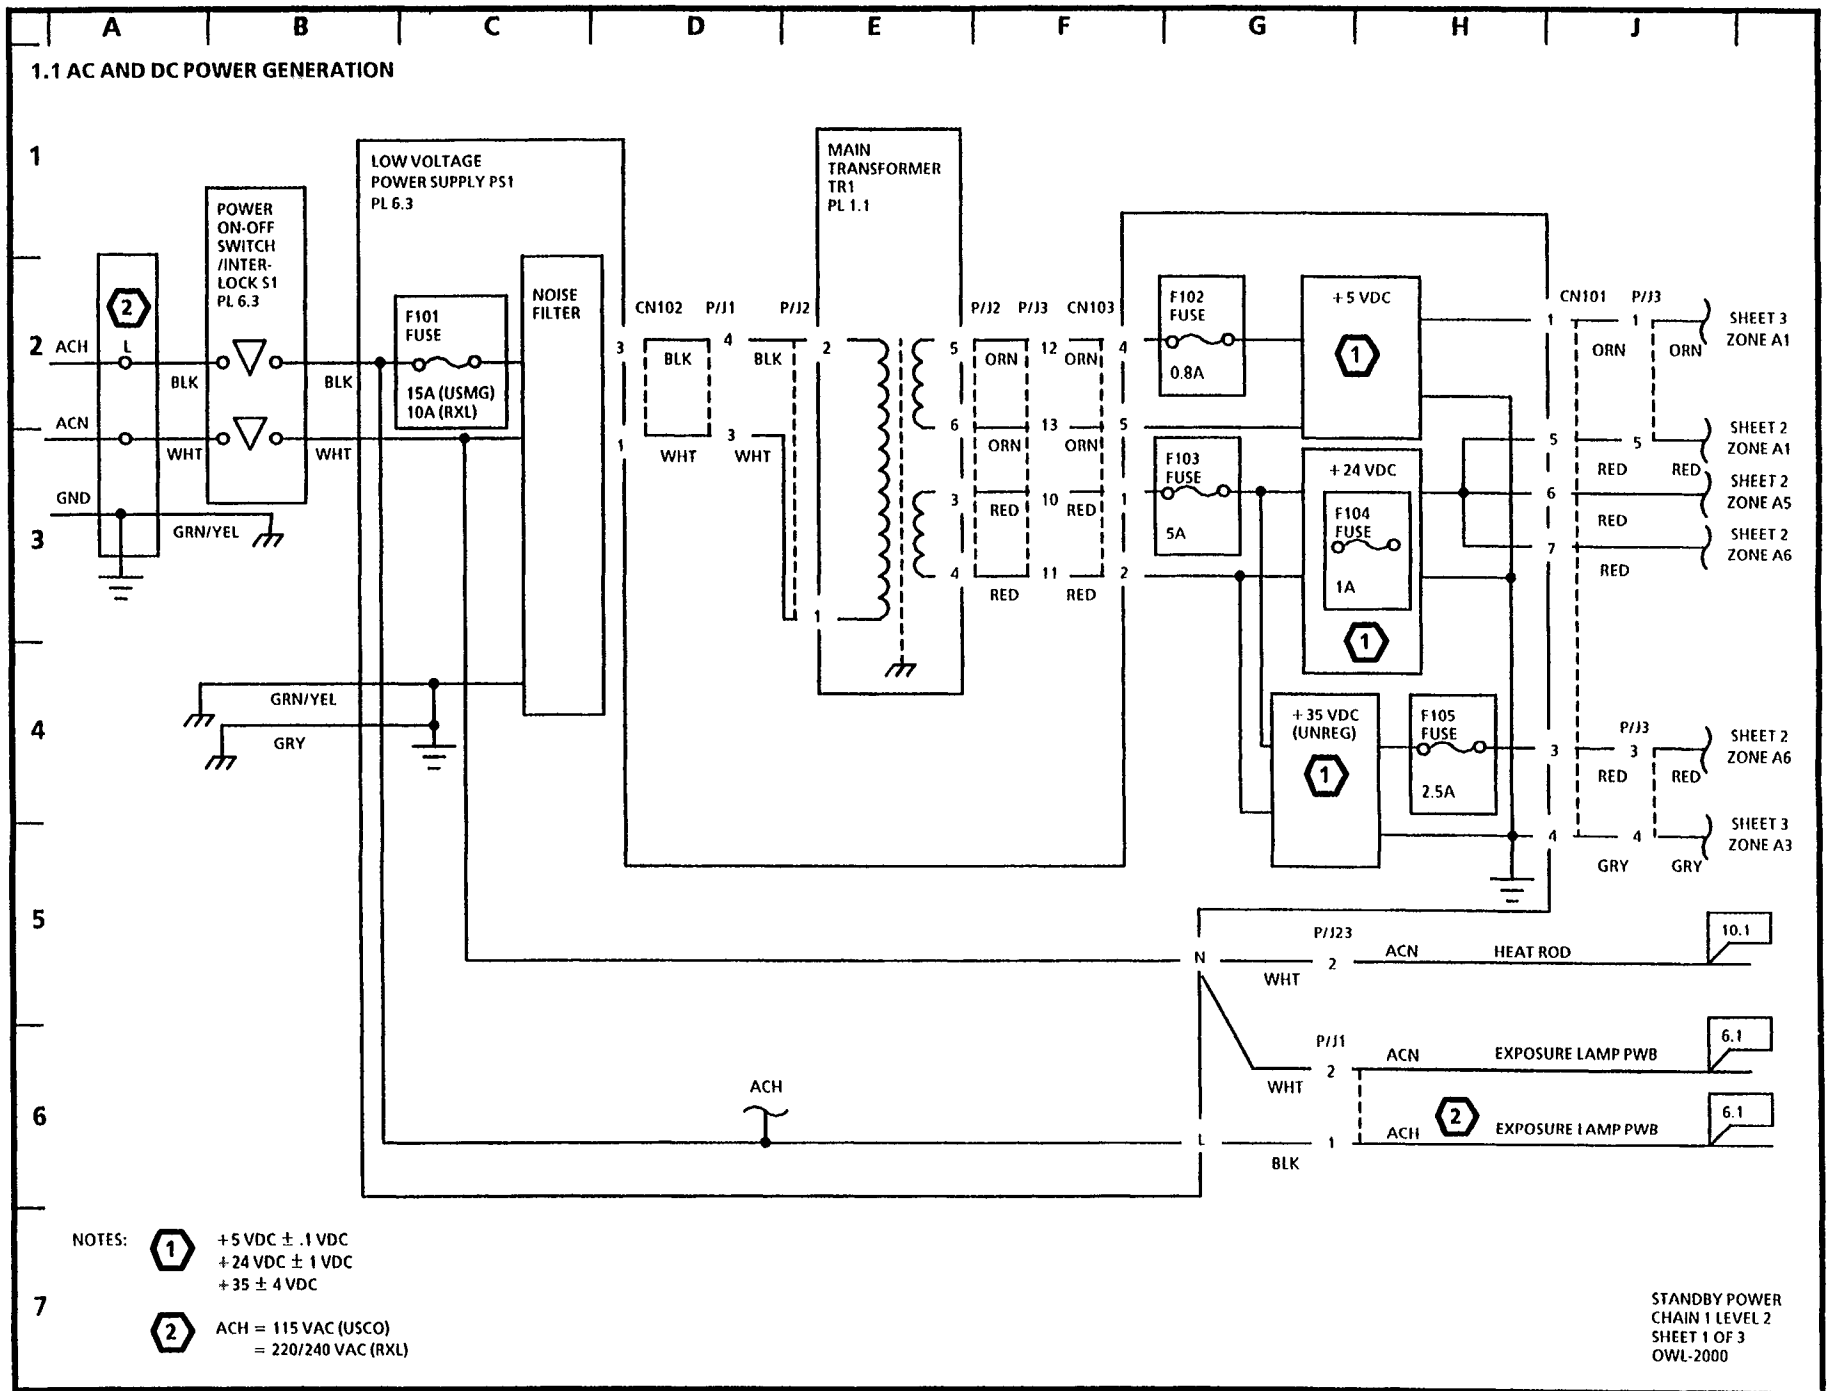 A B C D E F G H J
1.1 AC AND DC POWER GENERATION
1
LOW VOLTAGE
POWER SUPPLY PS1
PL 6.3
MAIN
TRANSFORMER
TR1
PL 1.1
POWER
ON-OFF
SWITCH
/INTER-
LOCK S1
PL 6.3
2
NOISE
FILTER
F101
FUSE
15A (USMG)
10A (RXL)
CN102 P/J1 P/J2
P/J2 P/J3 CN103
F102
FUSE
0.8A
+5 VDC
1
CN101 P/J3
1 1
ORN ORN
SHEET 3
ZONE A1
2
ACH L
BLK BLK
3 BLK 4 BLK 2
5 ORN 12 ORN 4
ACN
WHT WHT
1 WHT 3 WHT
6 ORN 13 ORN 5
5 5
RED RED
SHEET 2
ZONE A1
F103
FUSE
5A
+24 VDC
F104
FUSE
1A
1
3 RED 10 RED 1
6
RED
SHEET 2
ZONE A5
GND
GRN/YEL
3
7
RED
SHEET 2
ZONE A6
4 11 2
RED RED
1
GRN/YEL
4
GRY
+35 VDC
(UNREG)
1
F105
FUSE
2.5A
P/J3
3 3
RED RED
SHEET 2
ZONE A6
4 4
GRY GRY
SHEET 3
ZONE A3
5
P/J23
N WHT 2 ACN HEAT ROD 10.1
P/J1
WHT 2 ACN EXPOSURE LAMP PWB 6.1
6
ACH
L BLK 1 ACH 2 EXPOSURE LAMP PWB 6.1
NOTES:
1 +5 VDC ± .1 VDC
+24 VDC ± 1 VDC
+35 ± 4 VDC
7
2 ACH = 115 VAC (USCO)
= 220/240 VAC (RXL)
STANDBY POWER
CHAIN 1 LEVEL 2
SHEET 1 OF 3
OWL-2000